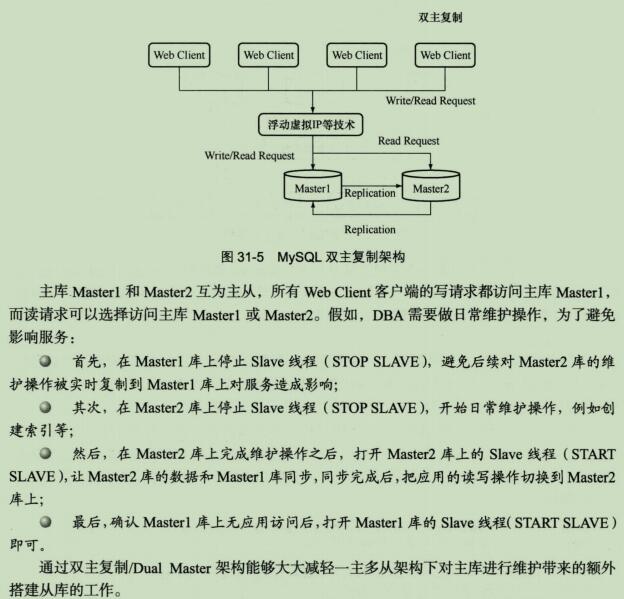 双主复制
Web Client Web Client Web Client Web Client
Write/Read Request
浮动虚拟IP等技术
Read Request
Write/Read Request
Master1 Replication Master2
Replication
图 31-5 MySQL 双主复制架构
主库 Master1 和 Master2 互为主从，所有 Web Client 客户端的写请求都访问主库 Master1，
而读请求可以选择访问主库 Master1 或 Master2。假如，DBA 需要做日常维护操作，为了避免
影响服务：
首先，在 Master1 库上停止 Slave 线程（STOP SLAVE），避免后续对 Master2 库的维
护操作被实时复制到 Master1 库上对服务造成影响；
其次，在 Master2 库上停止 Slave 线程（STOP SLAVE），开始日常维护操作，例如创
建索引等；
然后，在 Master2 库上完成维护操作之后，打开 Master2 库上的 Slave 线程（START
SLAVE），让 Master2 库的数据和 Master1 库同步，同步完成后，把应用的读写操作切换到 Master2
库上；
最后，确认 Master1 库上无应用访问后，打开 Master1 库的 Slave 线程（START SLAVE）
即可。
通过双主复制/Dual Master 架构能够大大减轻一主多从架构下对主库进行维护带来的额外
搭建从库的工作。